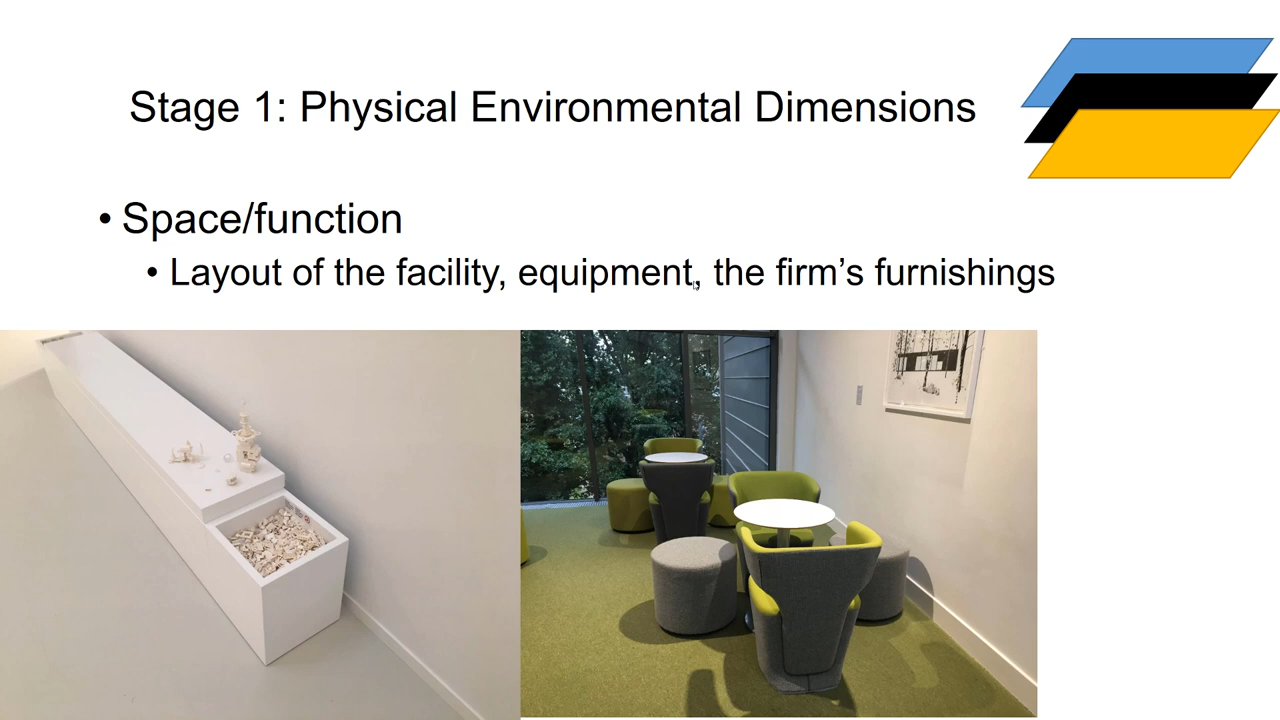 Stage 1: Physical Environmental Dimensions
• Space/function
• Layout of the facility, equipment, the firm’s furnishings